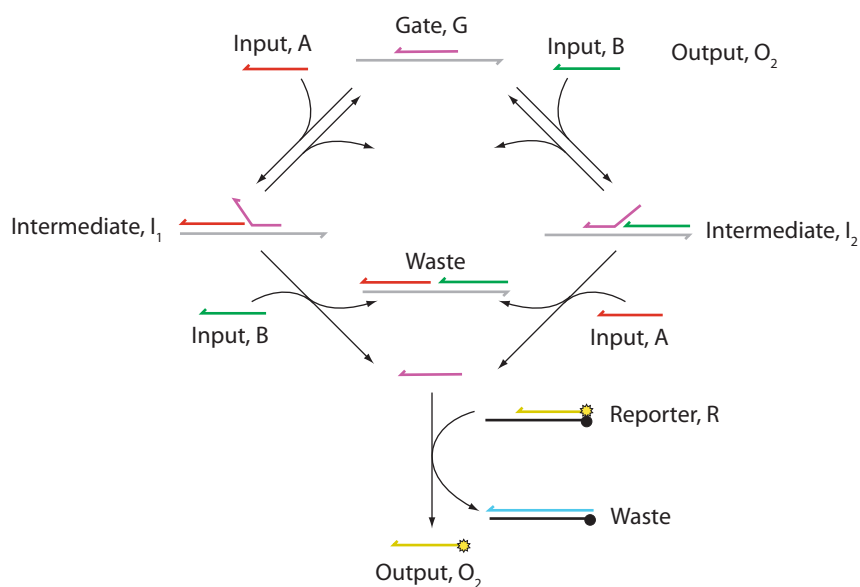 Gate, G
Input, A
Input, B
Output, O₂
Intermediate, I₁
Intermediate, I₂
Waste
Input, B
Input, A
Reporter, R
Waste
Output, O₂